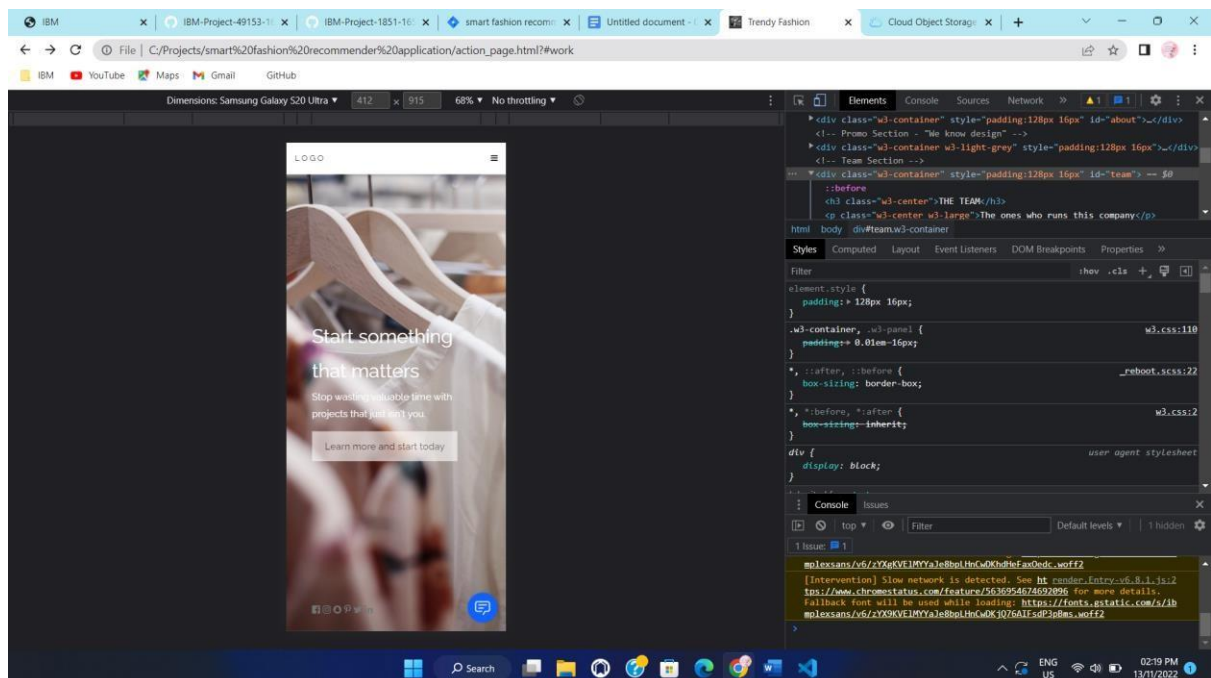 IBM
IBM-Project-49153-16
IBM-Project-1851-165
smart fashion recom
Untitled document - G
Trendy Fashion
Cloud Object Storage
File | C:/Projects/smart%20fashion%20recommender%20application/action_page.html?#work
IBM YouTube Maps Gmail GitHub
Dimensions: Samsung Galaxy S20 Ultra ▼ 412 × 915 68% ▼ No throttling ▼
Elements Console Sources Network » 1 1
<div class="w3-container" style="padding:128px 16px" id="about">…</div>
<!-- Promo Section - "We know design" -->
<div class="w3-container w3-light-grey" style="padding:128px 16px">…</div>
<!-- Team Section -->
<div class="w3-container" style="padding:128px 16px" id="team"> == $0
::before
<h3 class="w3-center">THE TEAM</h3>
<p class="w3-center w3-large">The ones who runs this company</p>
html body div#team.w3-container
Styles Computed Layout Event Listeners DOM Breakpoints Properties »
Filter :hov .cls +
element.style {
padding: 128px 16px;
}
.w3-container, .w3-panel { w3.css:110
padding: 0.01em 16px;
}
*, ::after, ::before { _reboot.scss:22
box-sizing: border-box;
}
*, *:before, *:after { w3.css:2
box-sizing: inherit;
}
div { user agent stylesheet
display: block;
}
Console Issues
top ▼ Filter Default levels ▼ 1 hidden
1 Issue: 1
mplexsans/v6/zYXgKVElMYYaJe8bpLHnCwDKhdHeFaxOedc.woff2
[Intervention] Slow network is detected. See ht render.Entry-v6.8.1.js:2
tps://www.chromestatus.com/feature/5636954674692096 for more details.
Fallback font will be used while loading: https://fonts.gstatic.com/s/ib
mplexsans/v6/zYX9KVElMYYaJe8bpLHnCwDKjQ76AIFsdP3pBms.woff2
LOGO
Start something
that matters
Stop wasting valuable time with
projects that just isn't you.
Learn more and start today
Search
ENG
US
02:19 PM
13/11/2022
1